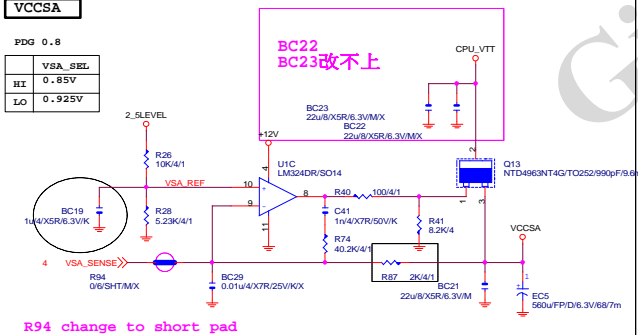 VCCSA
PDG 0.8
VSA_SEL
HI 0.85V
LO 0.925V
BC22
BC23改不上
CPU_VTT
BC23
22u/8/X5R/6.3V/M/X
BC22
22u/8/X5R/6.3V/M/X
2_5LEVEL
+12V
R26
10K/4/1
U1C
LM324DR/SO14
4
2
Q13
NTD4963NT4G/TO252/990pF/9.6m
VSA_REF
10
+
8
R40
100/4/1
1
3
9
-
11
BC19
1u/4/X5R/6.3V/K
R28
5.23K/4/1
C41
1n/4/X7R/50V/K
R41
8.2K/4
R74
40.2K/4/1
VCCSA
4 VSA_SENSE
R94
0/6/SHT/M/X
BC29
0.01u/4/X7R/25V/K/X
R87 2K/4/1
BC21
22u/8/X5R/6.3V/M
1
EC5
560u/FP/D/6.3V/68/7m
R94 change to short pad